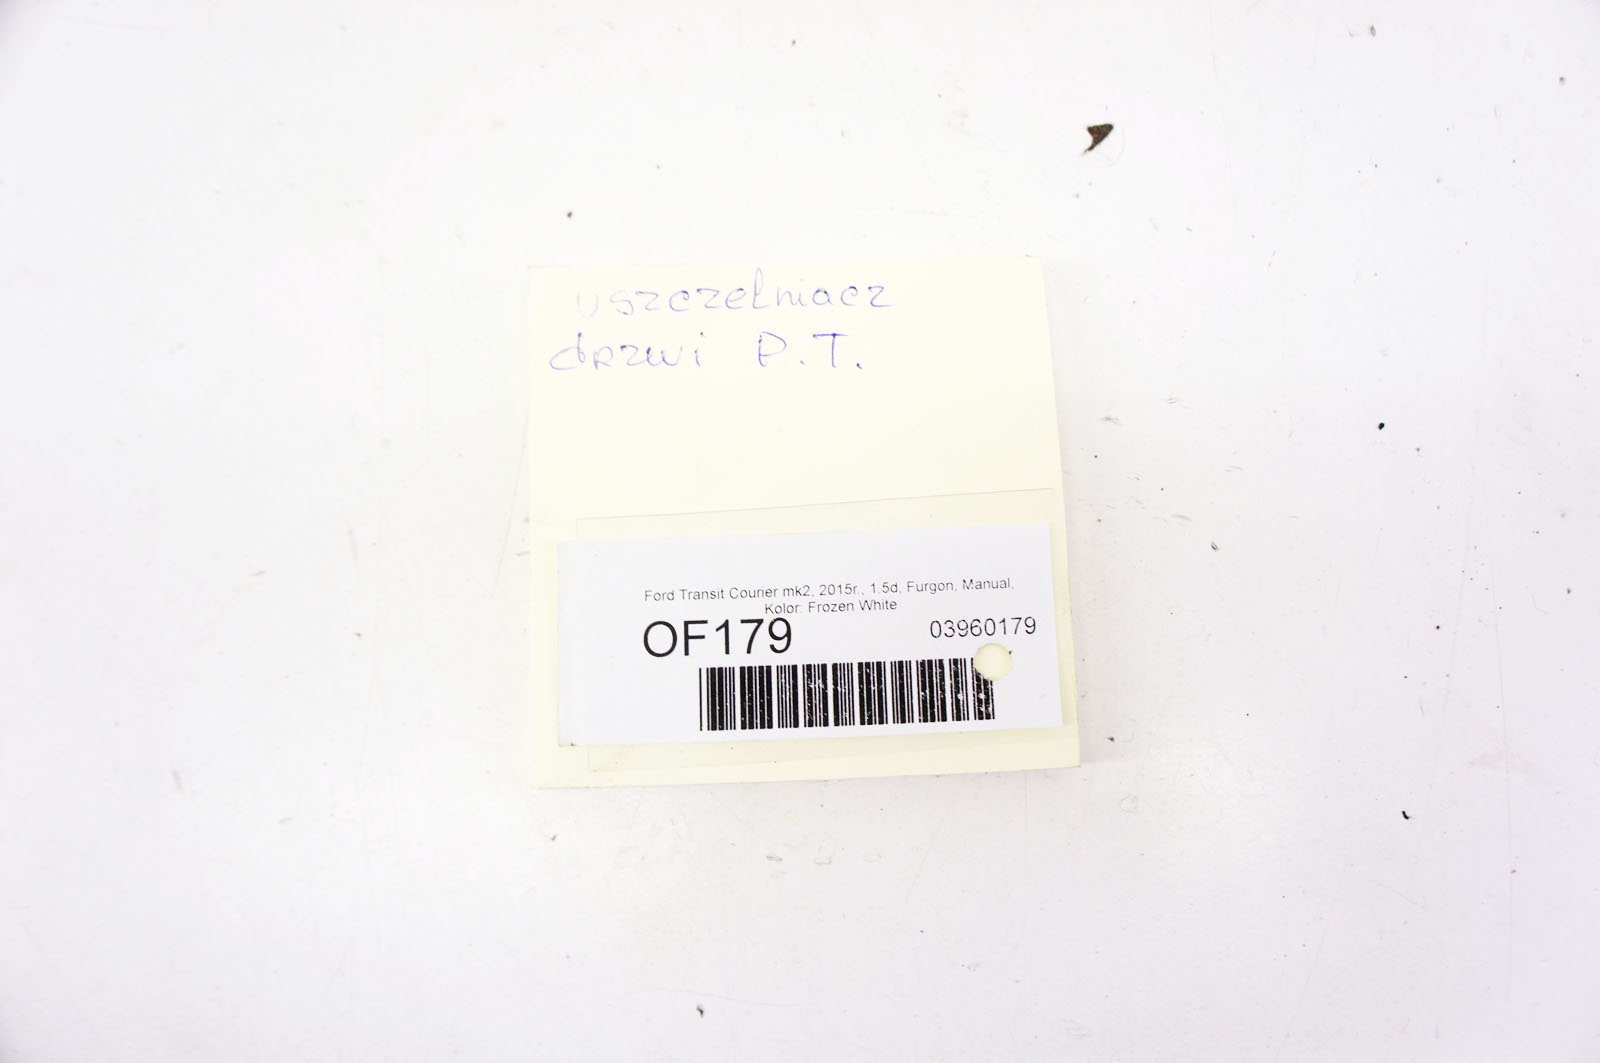 uszczelniacz
drzwi P.T.
Ford Transit Courier mk2, 2015r., 1.5d, Furgon, Manual,
Kolor: Frozen White
OF179
03960179